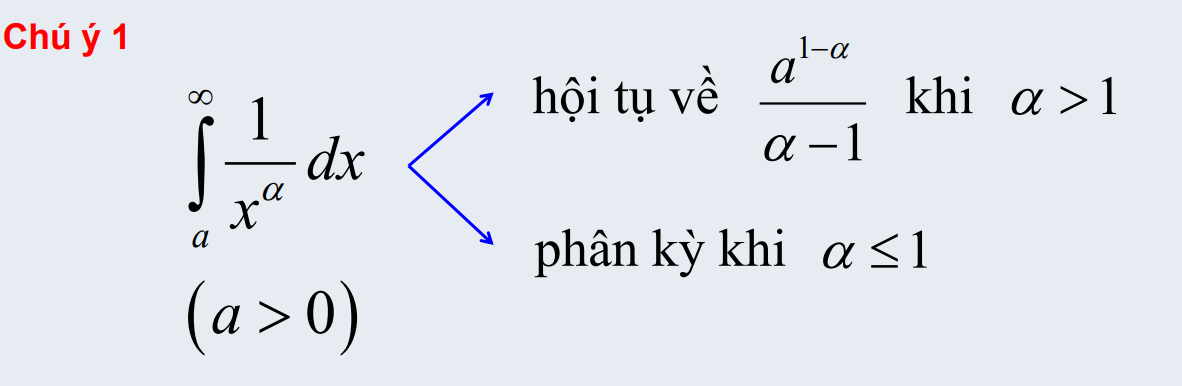 Chú ý 1
∫_a^∞ 1/x^α dx
hội tụ về a^(1−α)/(α−1) khi α > 1
phân kỳ khi α ≤ 1
(a > 0)